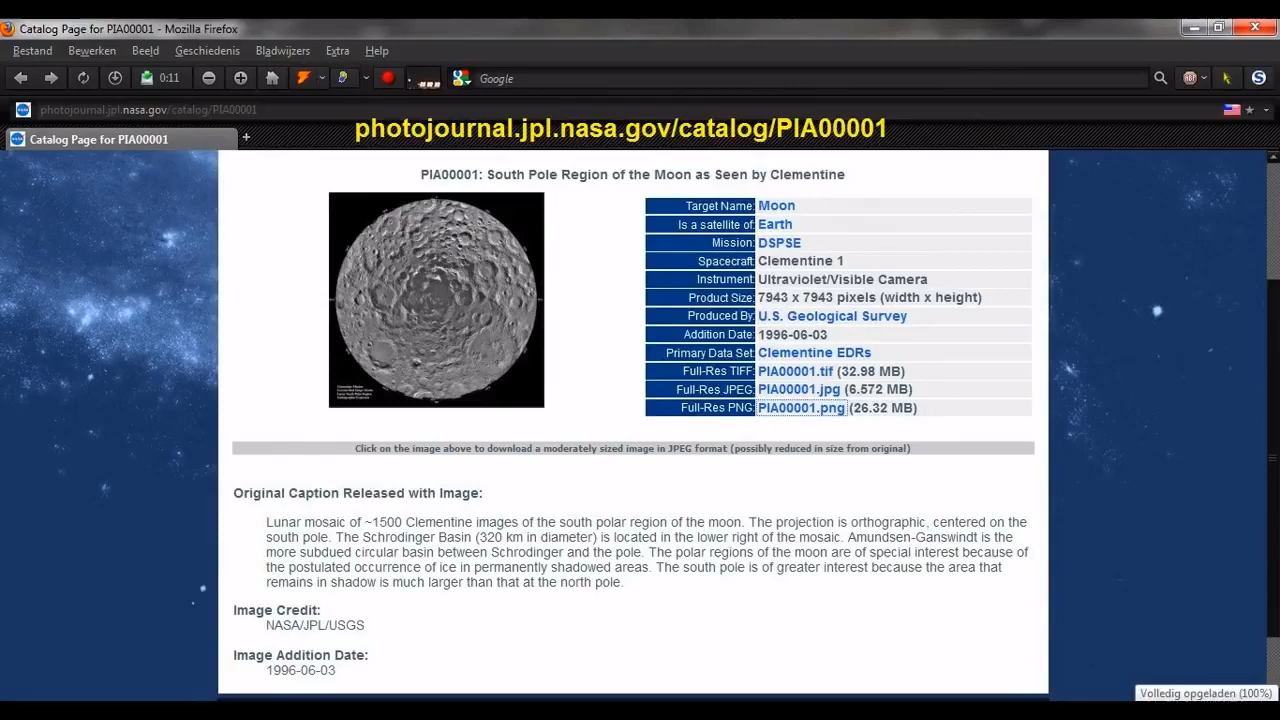 Catalog Page for PIA00001 - Mozilla Firefox
Bestand Bewerken Beeld Geschiedenis Bladwijzers Extra Help
0:11 Google
photojournal.jpl.nasa.gov/catalog/PIA00001
Catalog Page for PIA00001
photojournal.jpl.nasa.gov/catalog/PIA00001
PIA00001: South Pole Region of the Moon as Seen by Clementine
Target Name: Moon
Is a satellite of: Earth
Mission: DSPSE
Spacecraft: Clementine 1
Instrument: Ultraviolet/Visible Camera
Product Size: 7943 x 7943 pixels (width x height)
Produced By: U.S. Geological Survey
Addition Date: 1996-06-03
Primary Data Set: Clementine EDRs
Full-Res TIFF: PIA00001.tif (32.98 MB)
Full-Res JPEG: PIA00001.jpg (6.572 MB)
Full-Res PNG: PIA00001.png (26.32 MB)
Click on the image above to download a moderately sized image in JPEG format (possibly reduced in size from original)
Original Caption Released with Image:
Lunar mosaic of ~1500 Clementine images of the south polar region of the moon. The projection is orthographic, centered on the
south pole. The Schrodinger Basin (320 km in diameter) is located in the lower right of the mosaic. Amundsen-Ganswindt is the
more subdued circular basin between Schrodinger and the pole. The polar regions of the moon are of special interest because of
the postulated occurrence of ice in permanently shadowed areas. The south pole is of greater interest because the area that
remains in shadow is much larger than that at the north pole.
Image Credit:
NASA/JPL/USGS
Image Addition Date:
1996-06-03
Volledig opgeladen (100%)